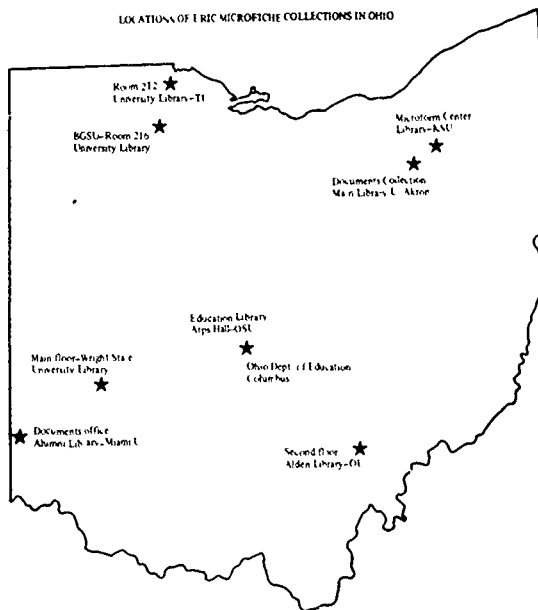 LOCATIONS OF ERIC MICROFICHE COLLECTIONS IN OHIO
Room 212
University Library-TU
BGSU-Room 216
University Library
Microform Center
Library-KSU
Documents Collection
Main Library U. Akron
Education Library
Arps Hall-OSU
Ohio Dept. of Education
Columbus
Main floor-Wright State
University Library
Documents office
Alumni Library-Miami U
Second floor
Alden Library-OU